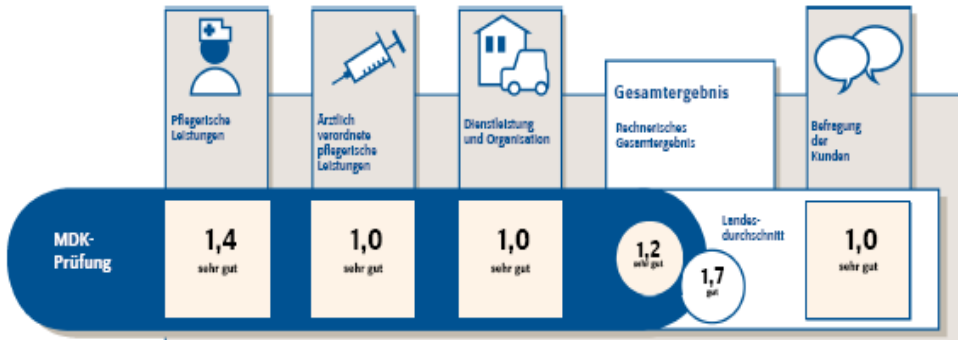 Pflegerische
Leistungen
Ärztlich
verordnete
pflegerische
Leistungen
Dienstleistung
und Organisation
Gesamtergebnis
Rechnerisches
Gesamtergebnis
Befragung
der
Kunden
MDK-
Prüfung
1,4
sehr gut
1,0
sehr gut
1,0
sehr gut
1,2
sehr gut
Landes-
durchschnitt
1,7
gut
1,0
sehr gut